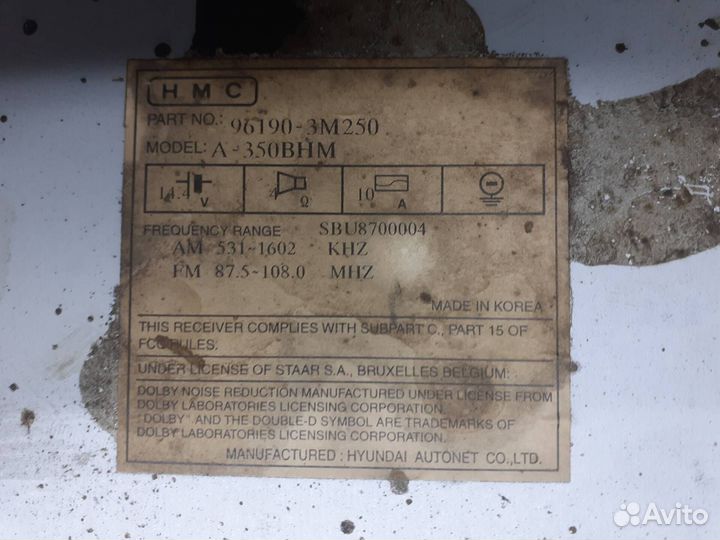 HMC
PART NO.: 96190-3M250
MODEL: A-350BHM
14.4 V 4 Ω 10 A
FREQUENCY RANGE SBU8700004
AM 531~1602 KHZ
FM 87.5~108.0 MHZ
MADE IN KOREA
THIS RECEIVER COMPLIES WITH SUBPART C., PART 15 OF
FCC RULES.
UNDER LICENSE OF STAAR S.A., BRUXELLES BELGIUM:
DOLBY NOISE REDUCTION MANUFACTURED UNDER LICENSE FROM
DOLBY LABORATORIES LICENSING CORPORATION.
"DOLBY" AND THE DOUBLE-D SYMBOL ARE TRADEMARKS OF
DOLBY LABORATORIES LICENSING CORPORATION.
MANUFACTURED : HYUNDAI AUTONET CO.,LTD.
Avito